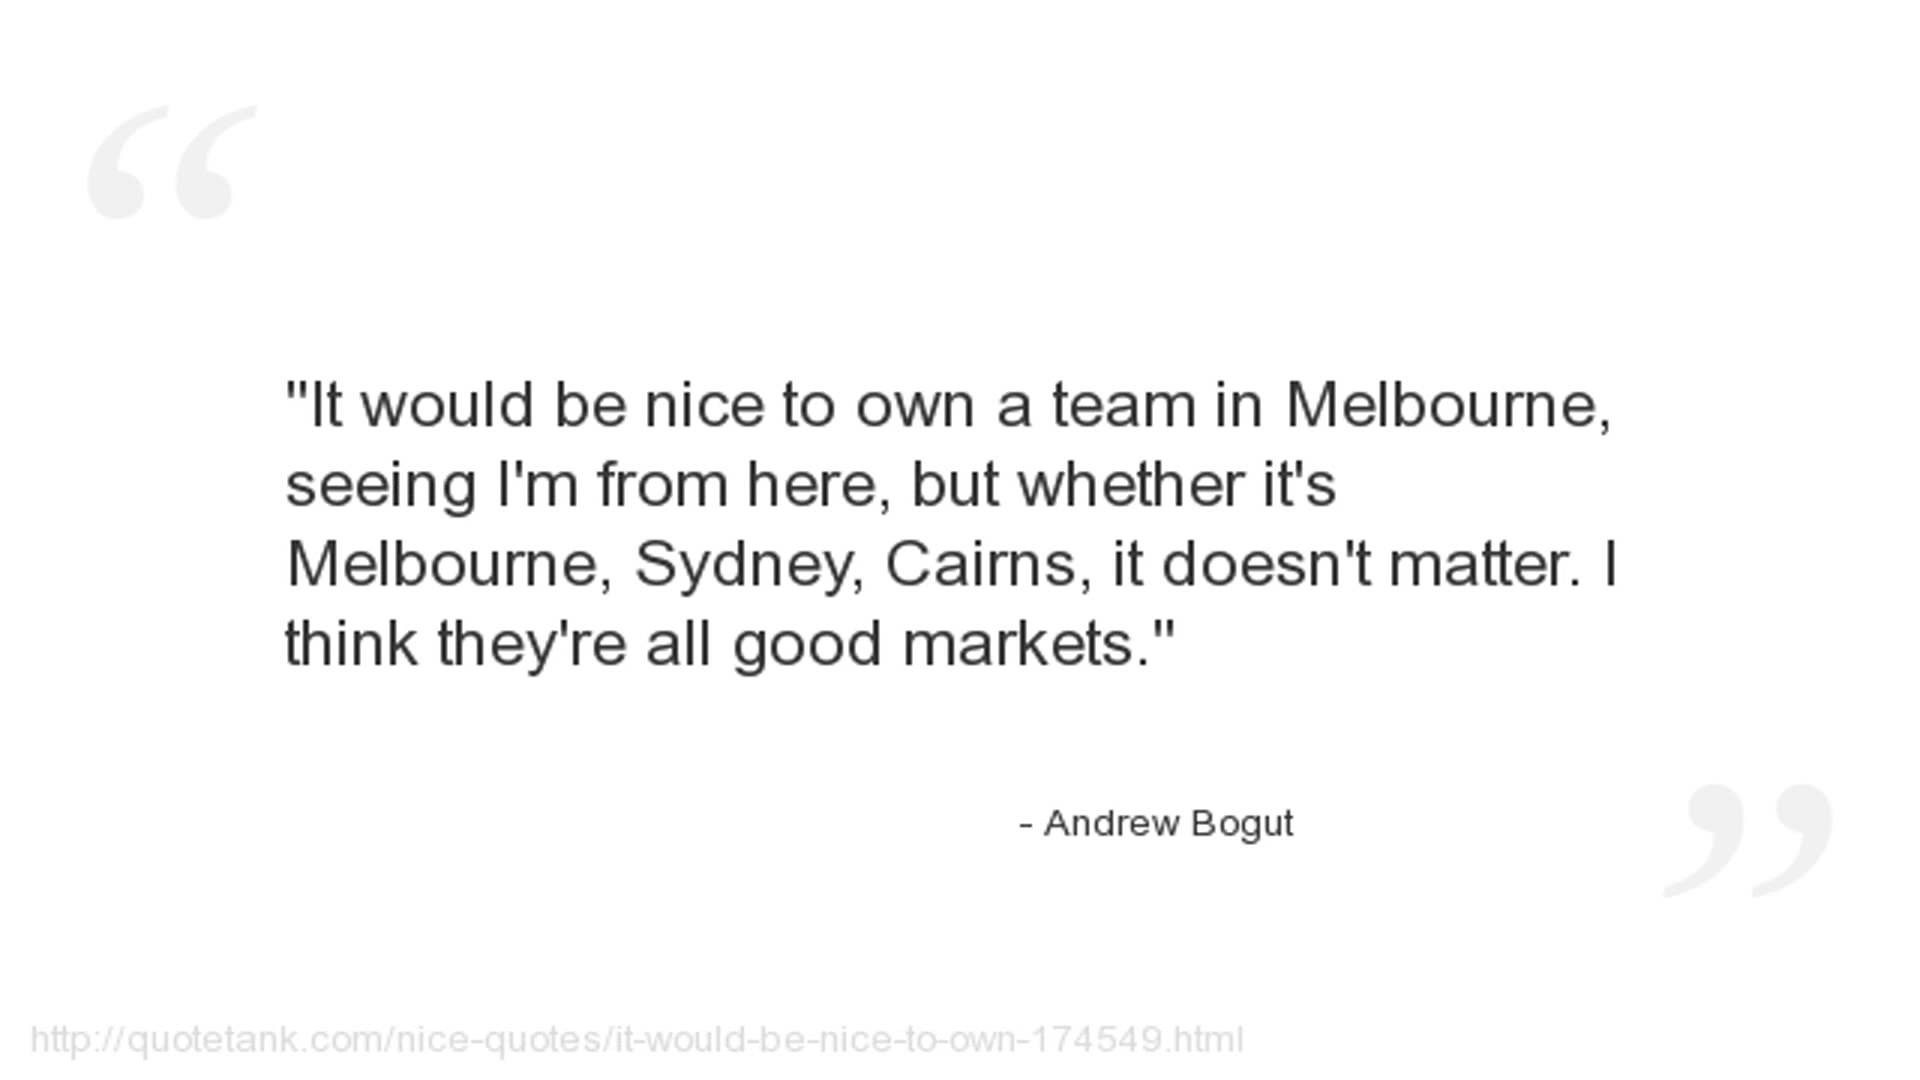 “
"It would be nice to own a team in Melbourne,
seeing I'm from here, but whether it's
Melbourne, Sydney, Cairns, it doesn't matter. I
think they're all good markets."
- Andrew Bogut
”
http://quotetank.com/nice-quotes/it-would-be-nice-to-own-174549.html